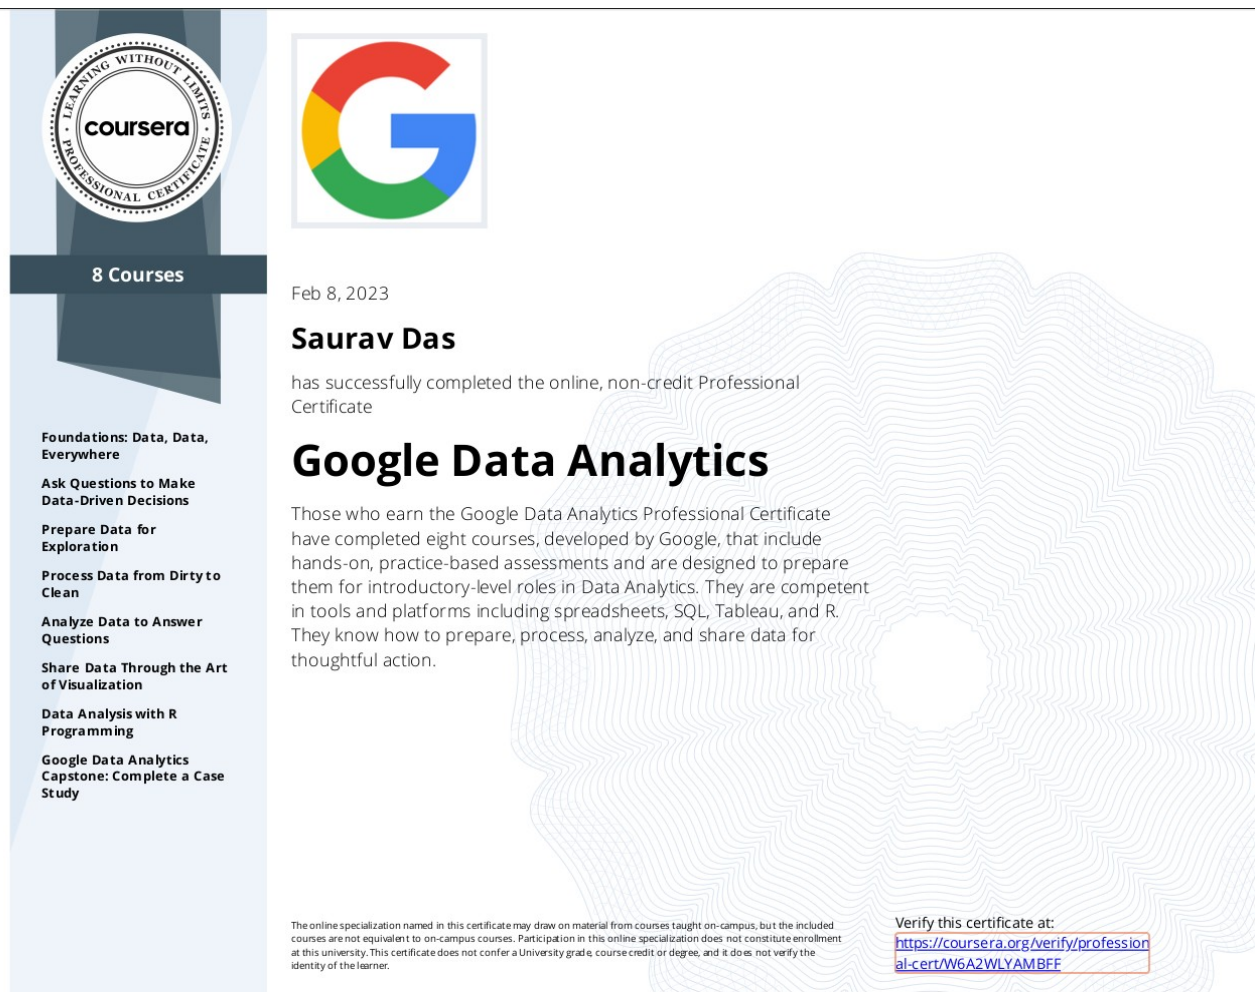 LEARNING WITHOUT LIMITS
coursera
PROFESSIONAL CERTIFICATE
8 Courses
Foundations: Data, Data,
Everywhere
Ask Questions to Make
Data-Driven Decisions
Prepare Data for
Exploration
Process Data from Dirty to
Clean
Analyze Data to Answer
Questions
Share Data Through the Art
of Visualization
Data Analysis with R
Programming
Google Data Analytics
Capstone: Complete a Case
Study
Feb 8, 2023
Saurav Das
has successfully completed the online, non-credit Professional
Certificate
Google Data Analytics
Those who earn the Google Data Analytics Professional Certificate
have completed eight courses, developed by Google, that include
hands-on, practice-based assessments and are designed to prepare
them for introductory-level roles in Data Analytics. They are competent
in tools and platforms including spreadsheets, SQL, Tableau, and R.
They know how to prepare, process, analyze, and share data for
thoughtful action.
The online specialization named in this certificate may draw on material from courses taught on-campus, but the included
courses are not equivalent to on-campus courses. Participation in this online specialization does not constitute enrollment
at this university. This certificate does not confer a University grade, course credit or degree, and it does not verify the
identity of the learner.
Verify this certificate at:
https://coursera.org/verify/profession
al-cert/W6A2WLYAMBFF